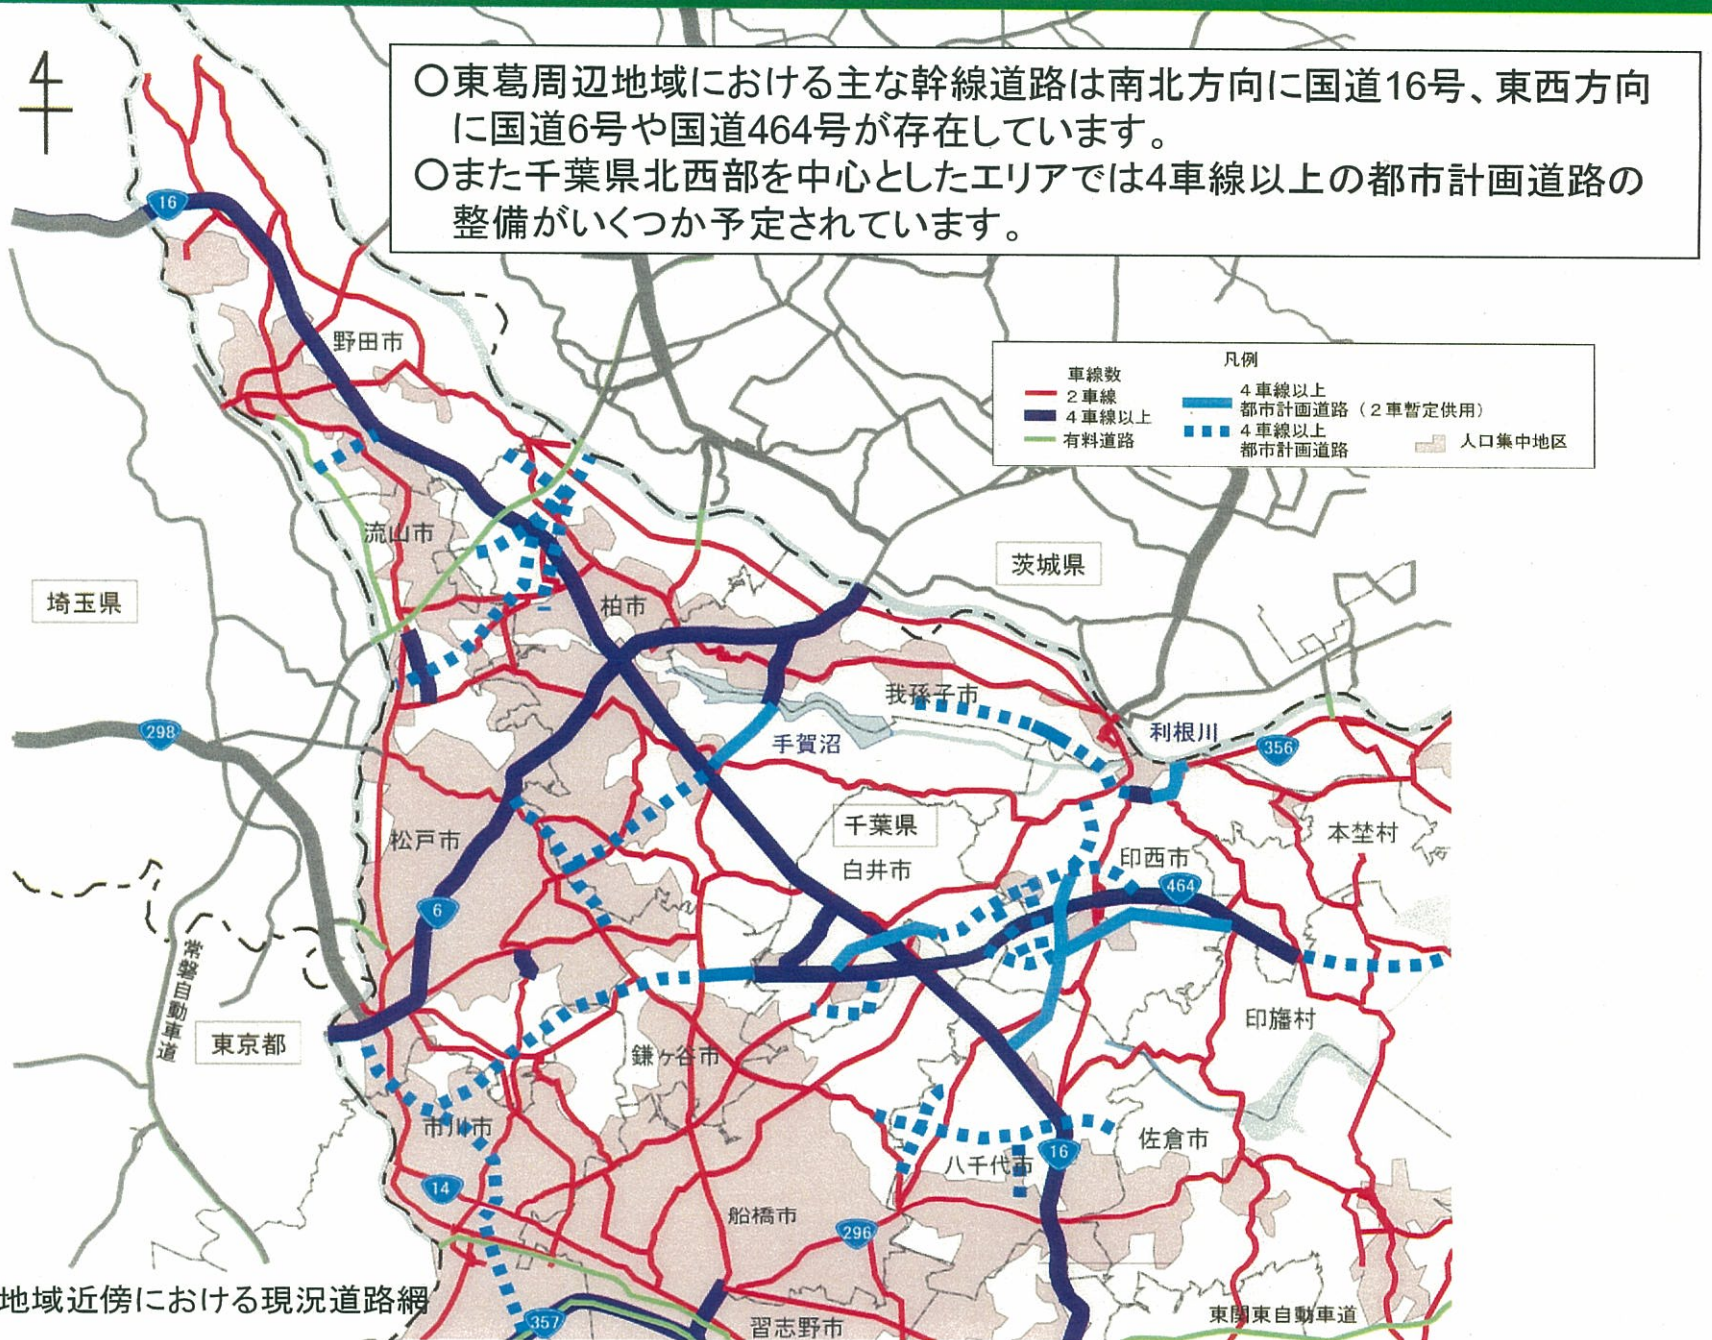 ○東葛周辺地域における主な幹線道路は南北方向に国道16号、東西方向
に国道6号や国道464号が存在しています。
○また千葉県北西部を中心としたエリアでは4車線以上の都市計画道路の
整備がいくつか予定されています。
16
野田市
凡例
車線数
2車線
4車線以上
有料道路
4車線以上
都市計画道路（2車暫定供用）
4車線以上
都市計画道路
人口集中地区
流山市
茨城県
埼玉県
柏市
我孫子市
298
手賀沼
利根川
356
松戸市
千葉県
白井市
印西市
本埜村
464
6
常磐自動車道
東京都
印旛村
鎌ヶ谷市
市川市
佐倉市
16
八千代市
14
船橋市
296
地域近傍における現況道路網
357
習志野市
東関東自動車道